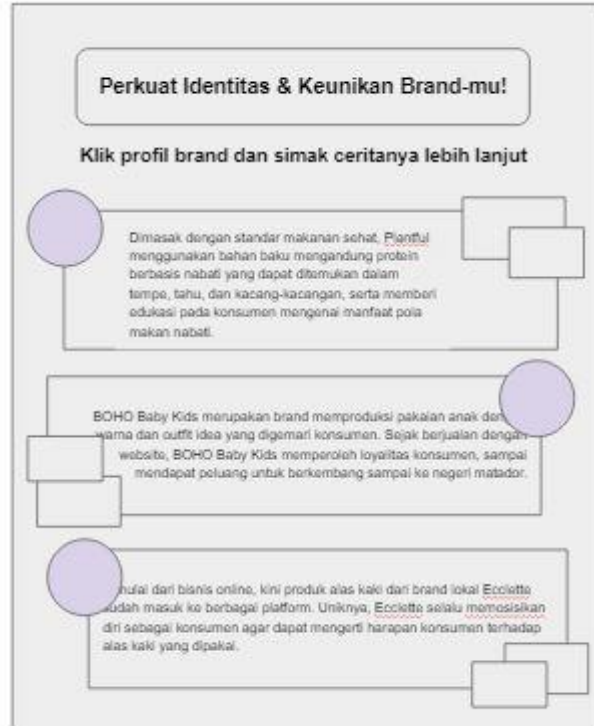 Perkuat Identitas & Keunikan Brand-mu!
Klik profil brand dan simak ceritanya lebih lanjut
Dimasak dengan standar makanan sehat, Plantful
menggunakan bahan baku mengandung protein
berbasis nabati yang dapat ditemukan dalam
tempe, tahu, dan kacang-kacangan, serta memberi
edukasi pada konsumen mengenai manfaat pola
makan nabati.
BOHO Baby Kids merupakan brand memproduksi pakaian anak
warna dan outfit idea yang digemari konsumen. Sejak berjualan dengan
website, BOHO Baby Kids memperoleh loyalitas konsumen, sampai
mendapat peluang untuk berkembang sampai ke negeri matador.
dari bisnis online, kini produk alas kaki dari brand lokal Ecclette
sudah masuk ke berbagai platform. Uniknya, Ecclette selalu memosisikan
diri sebagai konsumen agar dapat mengerti harapan konsumen terhadap
alas kaki yang dipakai.